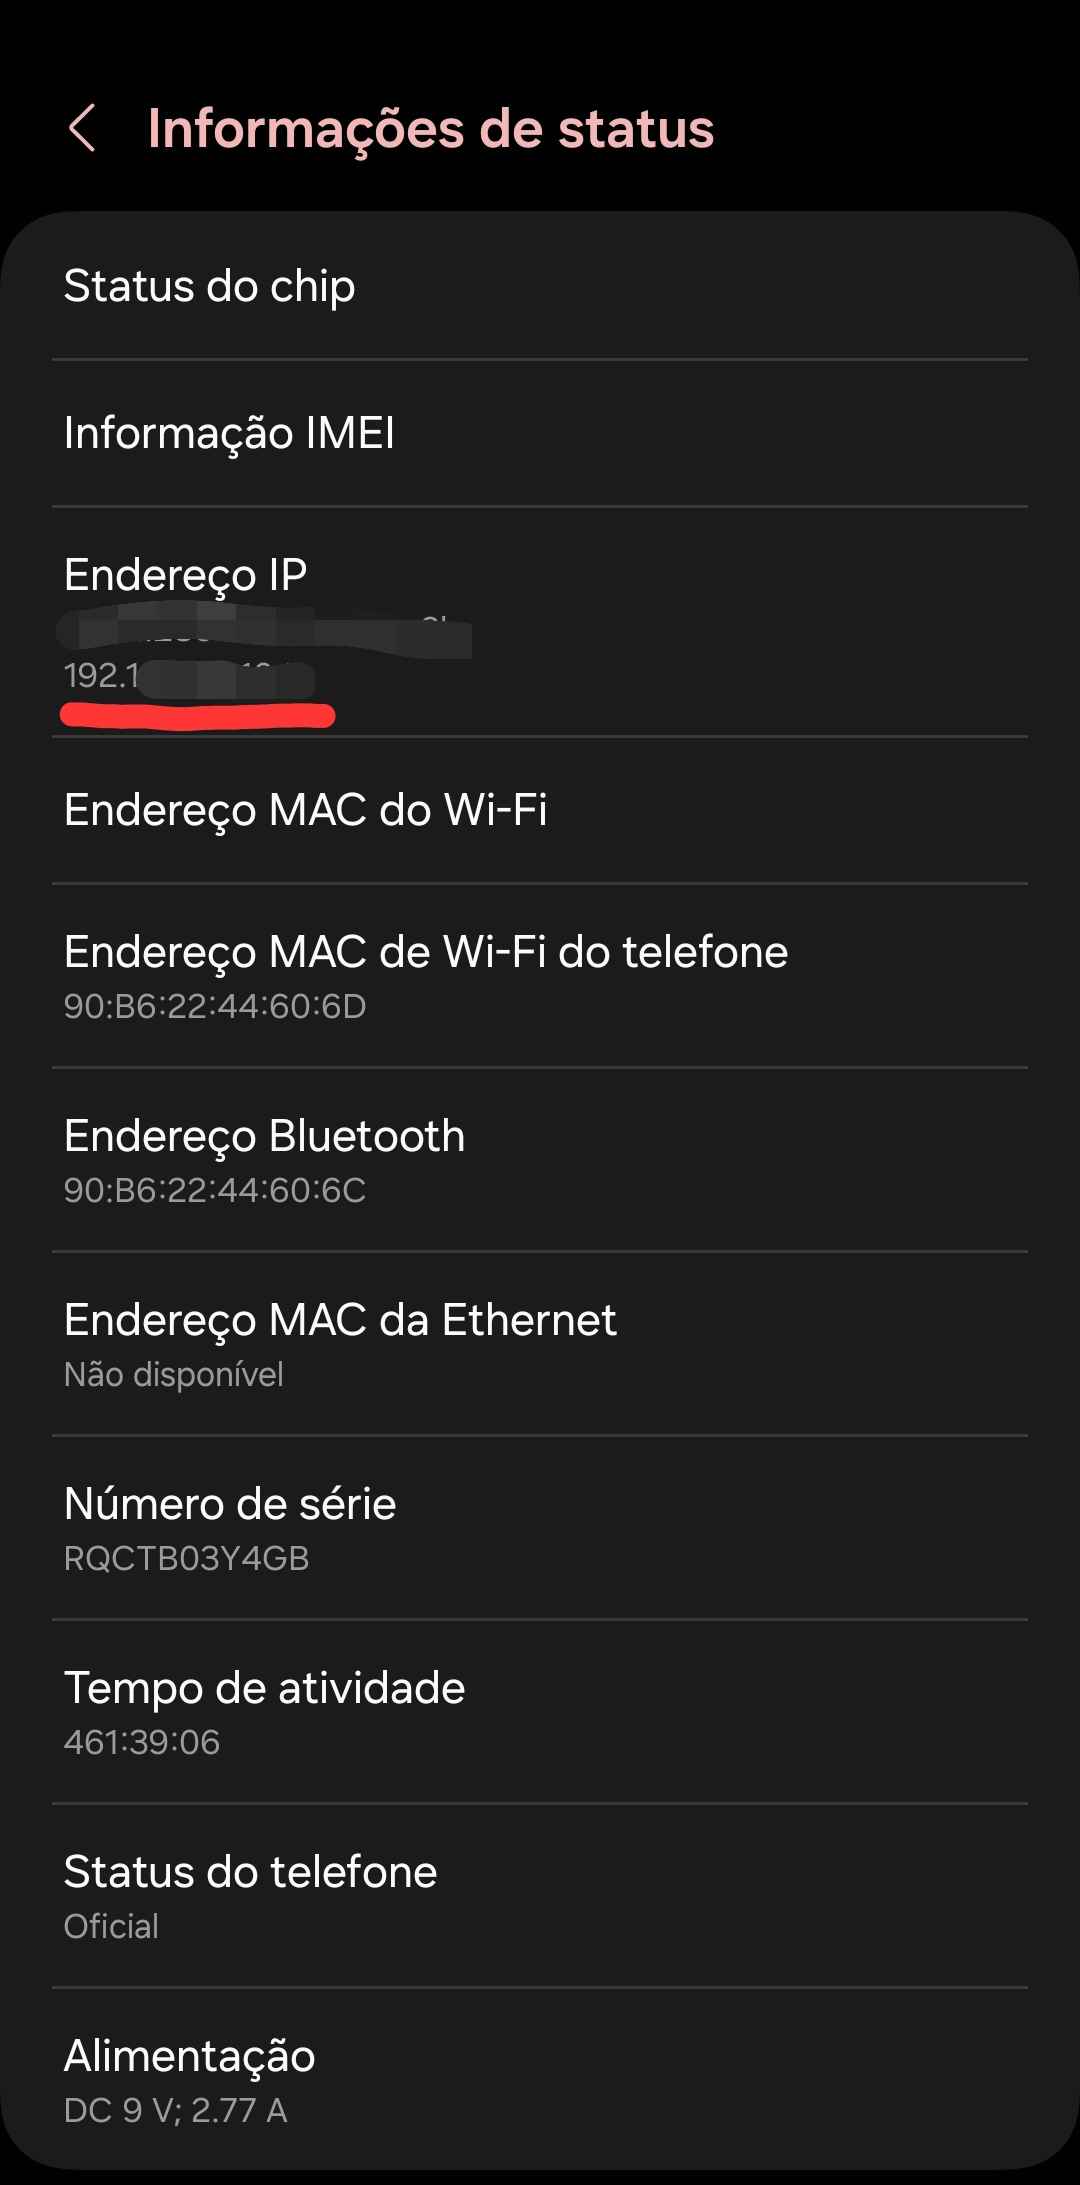 Informações de status
Status do chip
Informação IMEI
Endereço IP
192.1
Endereço MAC do Wi-Fi
Endereço MAC de Wi-Fi do telefone
90:B6:22:44:60:6D
Endereço Bluetooth
90:B6:22:44:60:6C
Endereço MAC da Ethernet
Não disponível
Número de série
RQCTB03Y4GB
Tempo de atividade
461:39:06
Status do telefone
Oficial
Alimentação
DC 9 V; 2.77 A